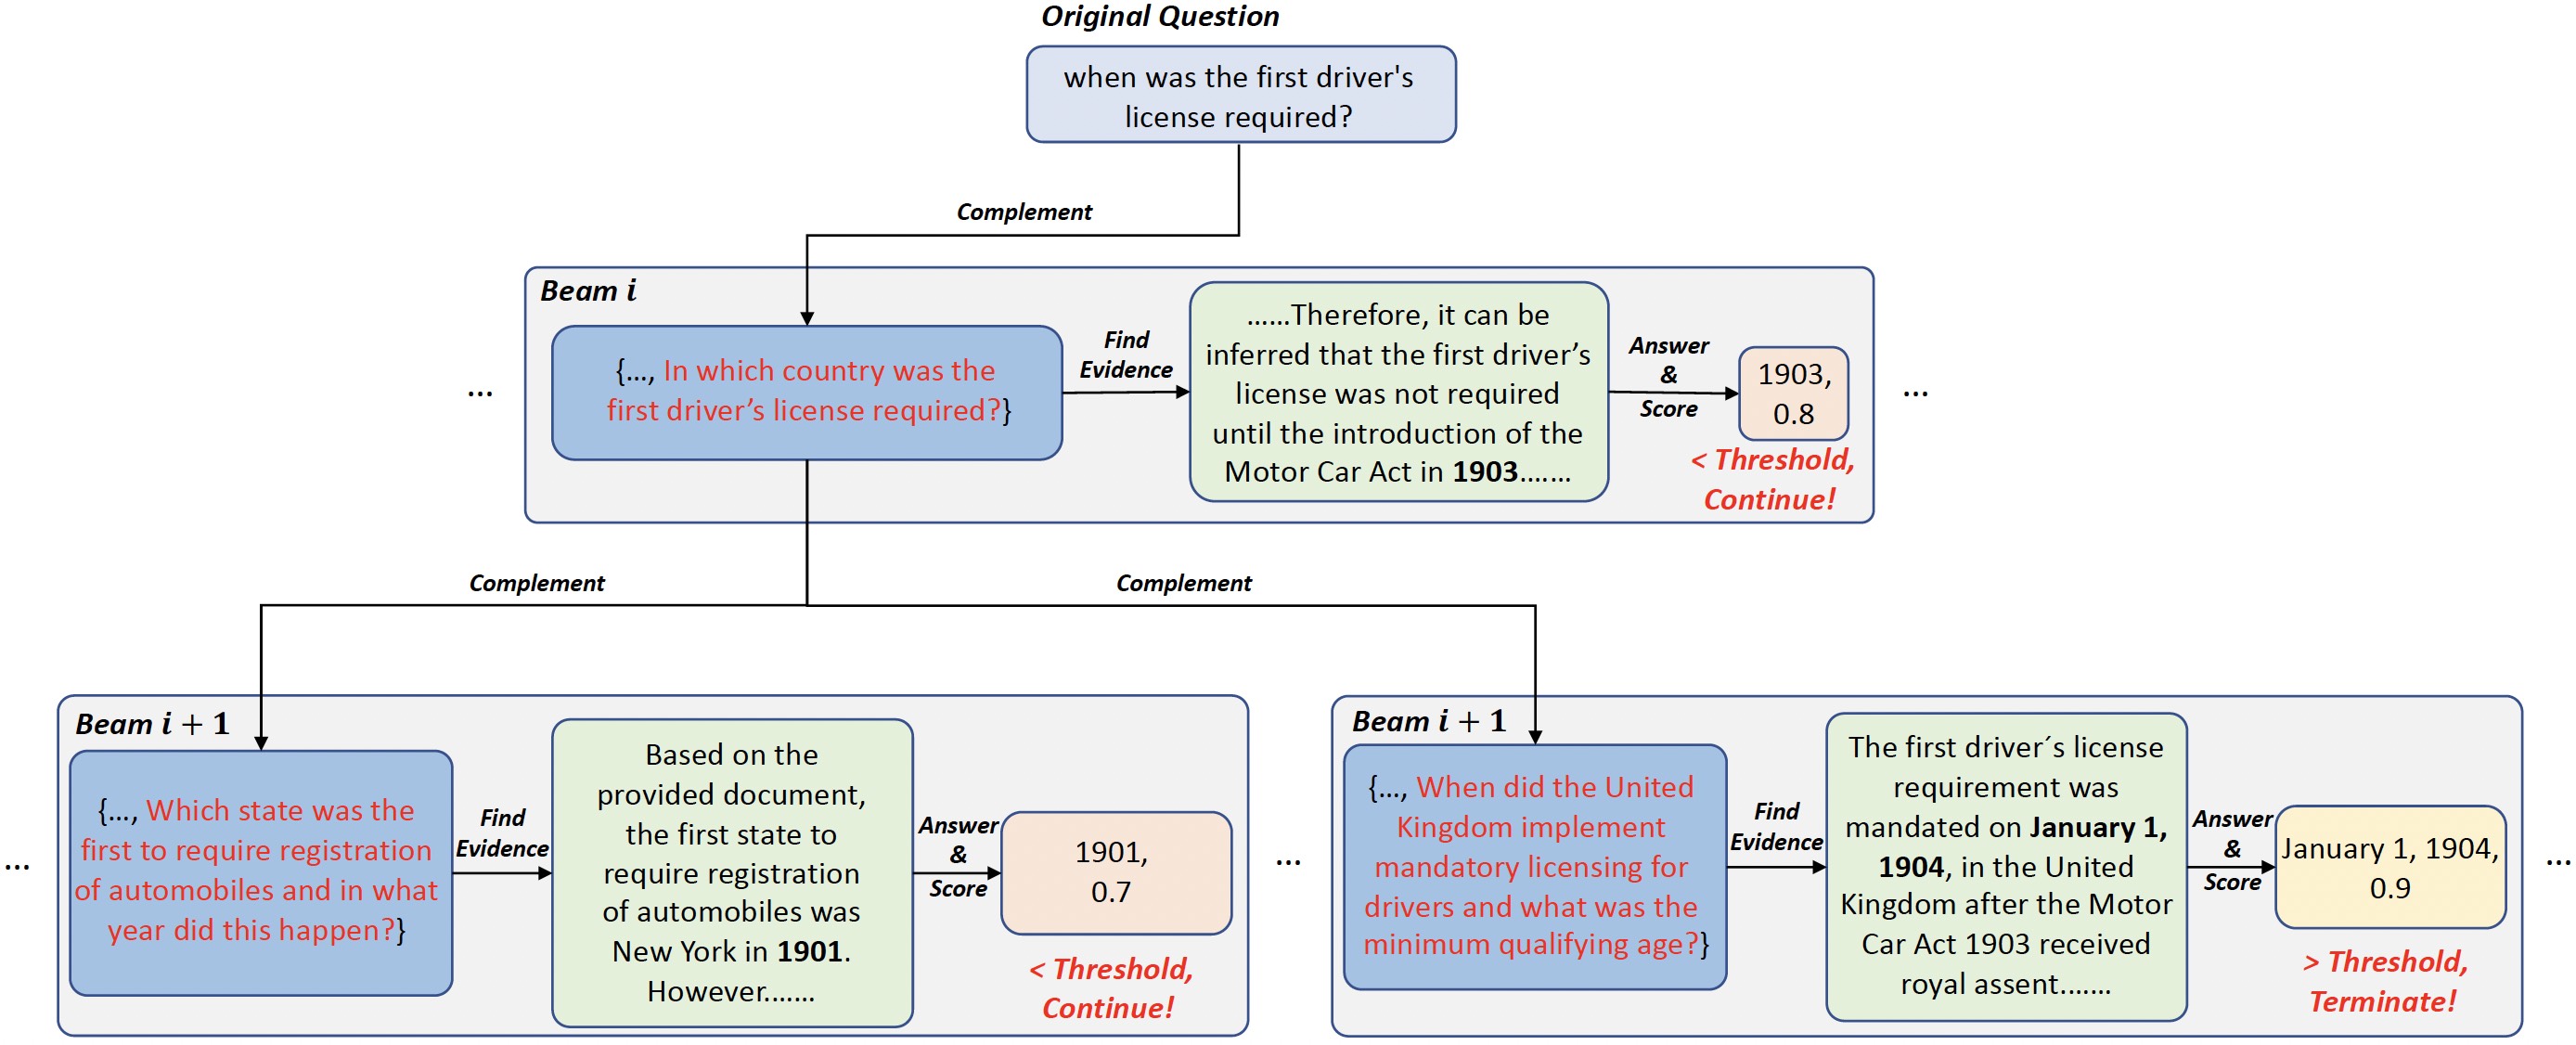 Original Question
when was the first driver's
license required?
Complement
Beam i
...
{..., In which country was the
first driver’s license required?}
Find
Evidence
......Therefore, it can be
inferred that the first driver’s
license was not required
until the introduction of the
Motor Car Act in 1903.......
Answer
&
Score
1903,
0.8
< Threshold,
Continue!
...
Complement
Complement
...
Beam i + 1
{..., Which state was the
first to require registration
of automobiles and in what
year did this happen?}
Find
Evidence
Based on the
provided document,
the first state to
require registration
of automobiles was
New York in 1901.
However.......
Answer
&
Score
1901,
0.7
< Threshold,
Continue!
...
Beam i + 1
{..., When did the United
Kingdom implement
mandatory licensing for
drivers and what was the
minimum qualifying age?}
Find
Evidence
The first driver´s license
requirement was
mandated on January 1,
1904, in the United
Kingdom after the Motor
Car Act 1903 received
royal assent.......
Answer
&
Score
January 1, 1904,
0.9
> Threshold,
Terminate!
...